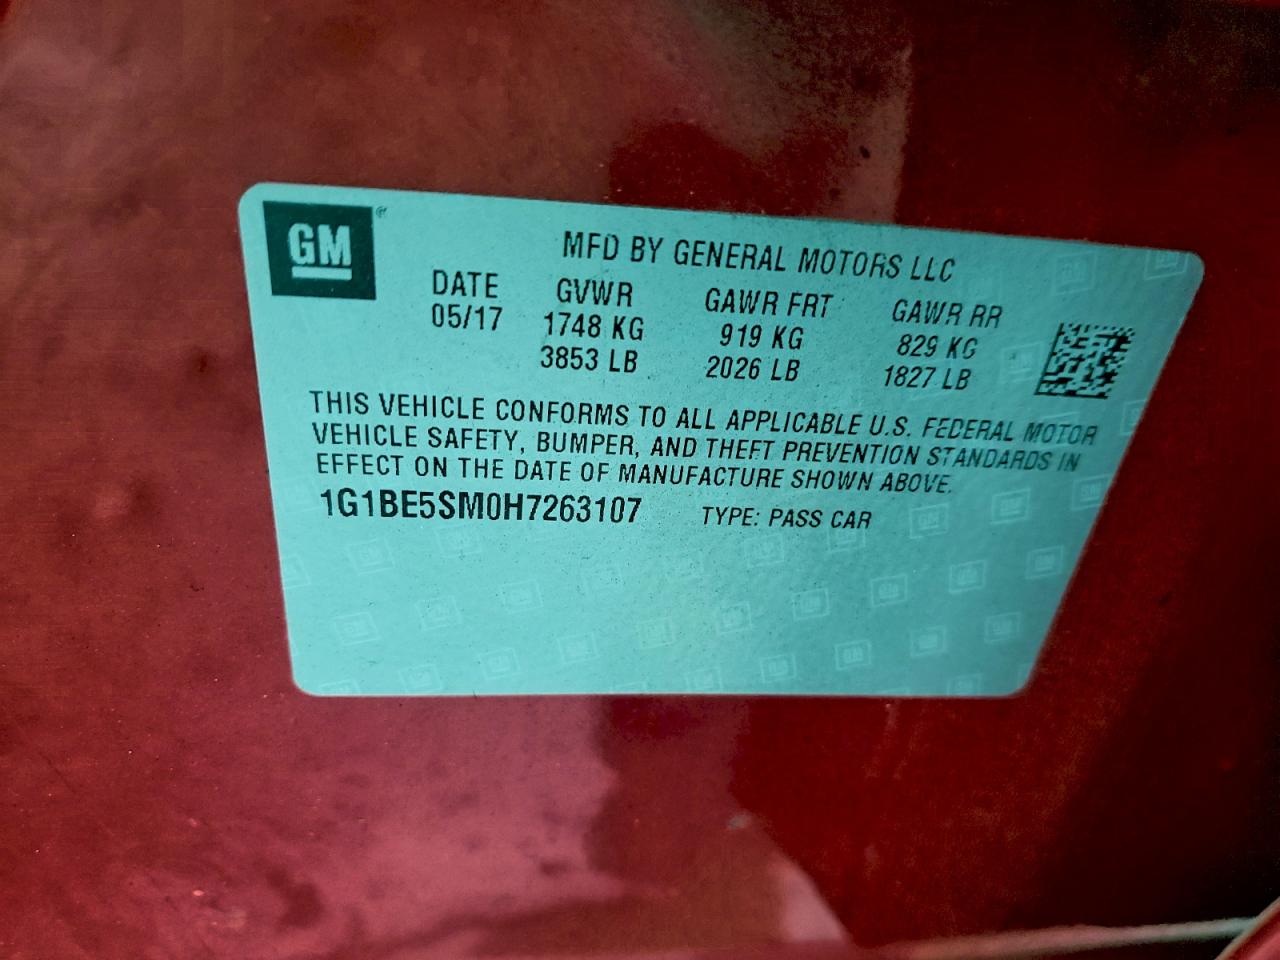 GM
MFD BY GENERAL MOTORS LLC
DATE GVWR GAWR FRT GAWR RR
05/17 1748 KG 919 KG 829 KG
3853 LB 2026 LB 1827 LB
THIS VEHICLE CONFORMS TO ALL APPLICABLE U.S. FEDERAL MOTOR
VEHICLE SAFETY, BUMPER, AND THEFT PREVENTION STANDARDS IN
EFFECT ON THE DATE OF MANUFACTURE SHOWN ABOVE.
1G1BE5SM0H7263107 TYPE: PASS CAR